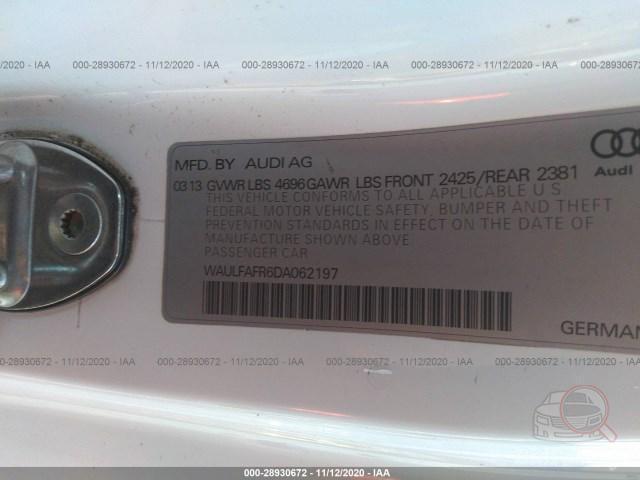 000-28930672 - 11/12/2020 - IAA
MFD. BY AUDI AG
Audi
03 13 GVWR LBS 4696 GAWR LBS FRONT 2425/REAR 2381
THIS VEHICLE CONFORMS TO ALL APPLICABLE U S
FEDERAL MOTOR VEHICLE SAFETY, BUMPER AND THEFT
PREVENTION STANDARDS IN EFFECT ON THE DATE OF
MANUFACTURE SHOWN ABOVE
PASSENGER CAR
WAULFAFR6DA062197
GERMAN
000-28930672 - 11/12/2020 - IAA
000-28930672 - 11/12/2020 - IAA